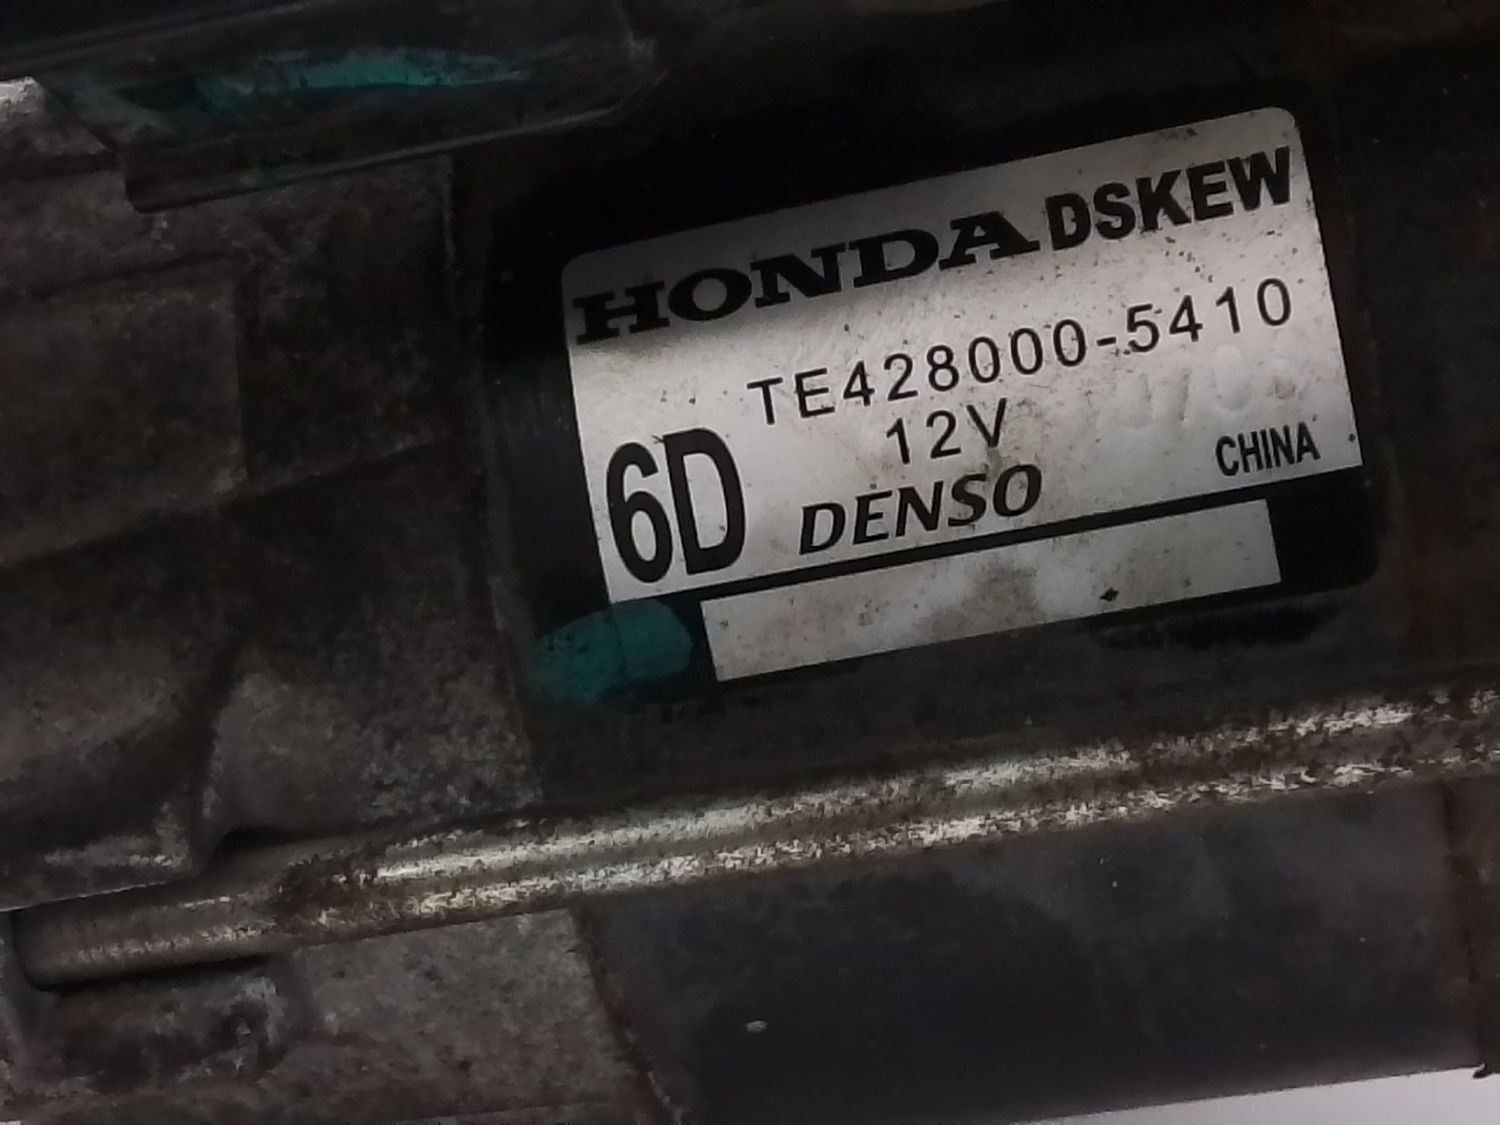 HONDA DSKEW
TE428000-5410
12V
6D
DENSO
CHINA